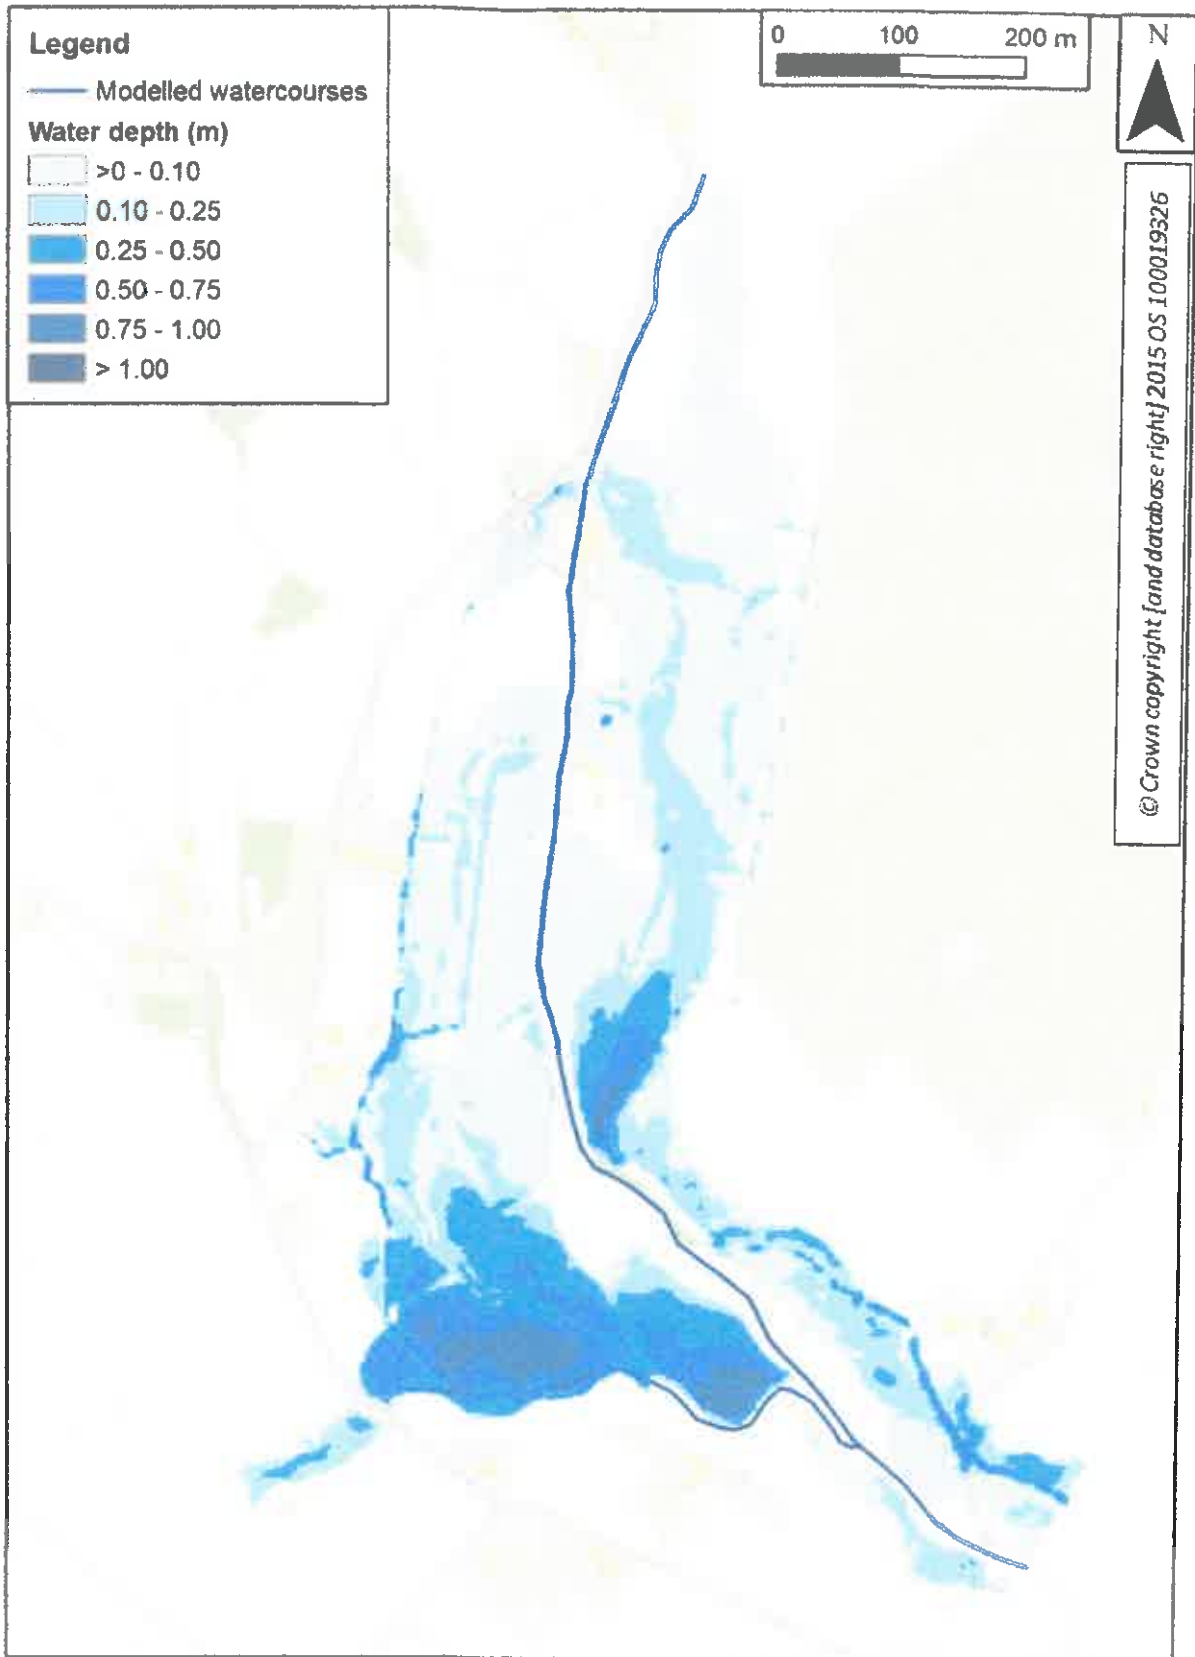 Legend
Modelled watercourses
Water depth (m)
>0 - 0.10
0.10 - 0.25
0.25 - 0.50
0.50 - 0.75
0.75 - 1.00
> 1.00
0 100 200 m
N
© Crown copyright [and database right] 2015 OS 100019326